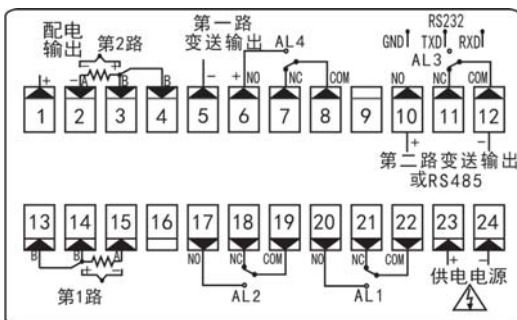 配电输出
第2路
第一路变送输出
AL4
RS232
GND TXD RXD
AL3
+ - A B B - + NO NC COM NO NC COM
- +
1 2 3 4 5 6 7 8 9 10 11 12
+ -
第二路变送输出
或RS485
13 14 15 16 17 18 19 20 21 22 23 24
B B A NO NC COM NO NC COM + -
+ -
第1路
AL2
AL1
供电电源